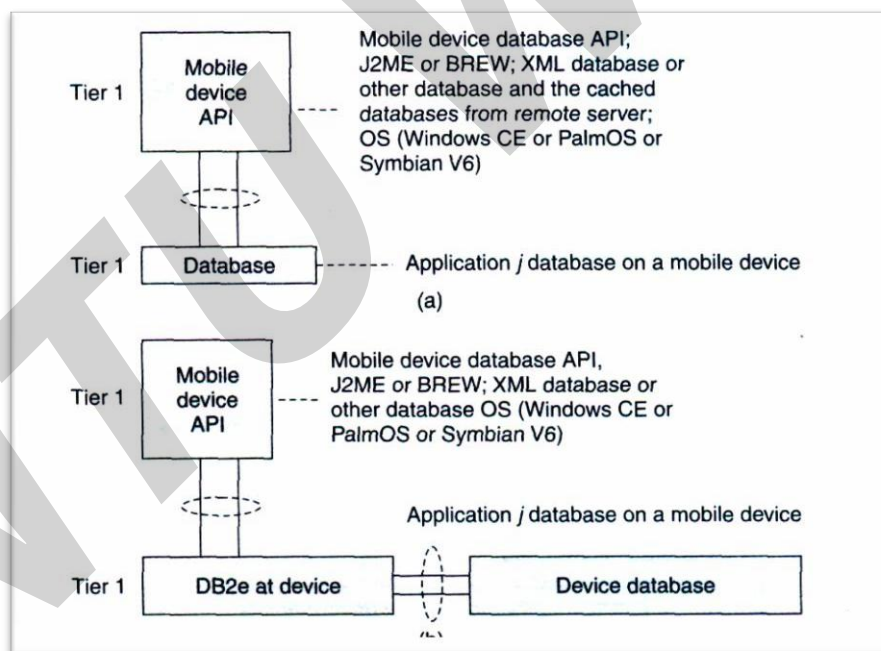 Mobile device database API;
J2ME or BREW; XML database or
other database and the cached
databases from remote server;
OS (Windows CE or PalmOS or
Symbian V6)
Mobile
device
API
Tier 1
Tier 1
Database
Application j database on a mobile device
(a)
Mobile device database API,
J2ME or BREW; XML database or
other database OS (Windows CE or
PalmOS or Symbian V6)
Mobile
device
API
Tier 1
Application j database on a mobile device
Tier 1
DB2e at device
Device database
NTU W